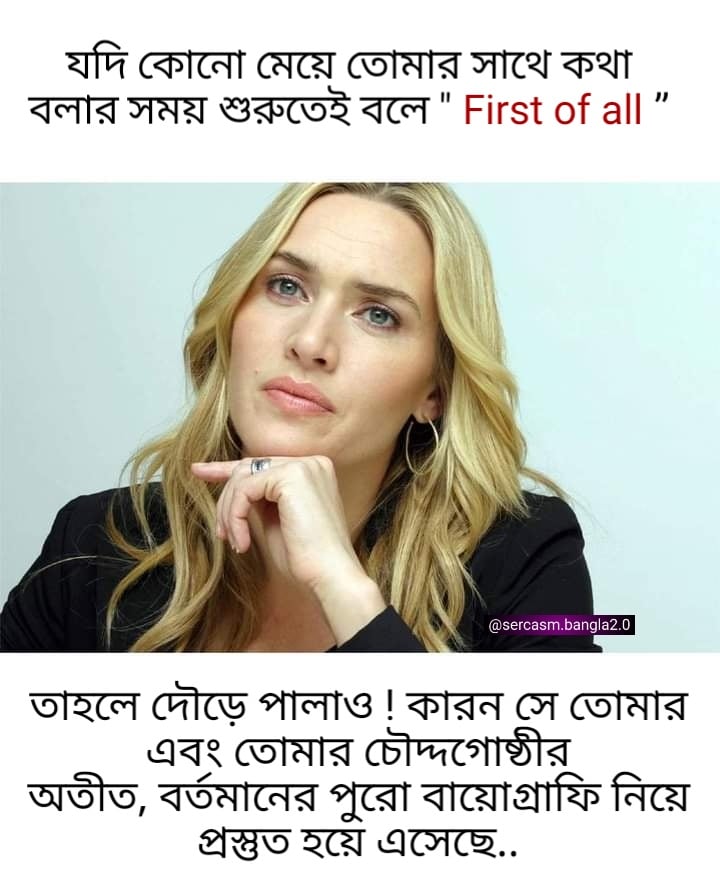 যদি কোনো মেয়ে তোমার সাথে কথা
বলার সময় শুরুতেই বলে " First of all ”
@sercasm.bangla2.0
তাহলে দৌড়ে পালাও ! কারন সে তোমার
এবং তোমার চৌদ্দগোষ্ঠীর
অতীত, বর্তমানের পুরো বায়োগ্রাফি নিয়ে
প্রস্তুত হয়ে এসেছে..